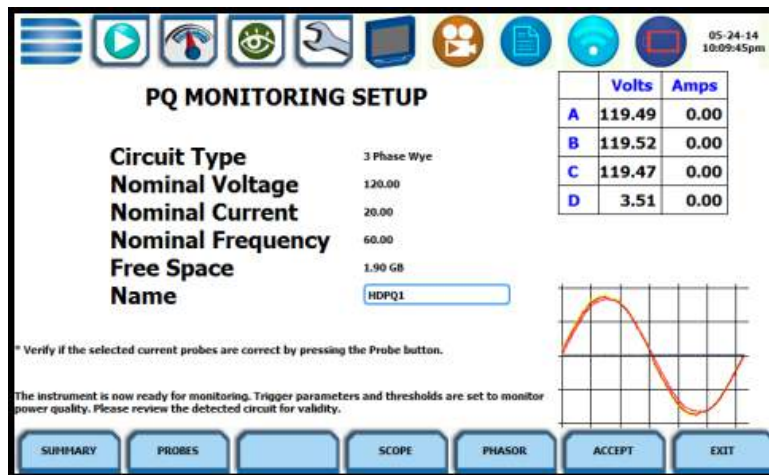 05-24-14
10:09:45pm
PQ MONITORING SETUP
Circuit Type 3 Phase Wye
Nominal Voltage 120.00
Nominal Current 20.00
Nominal Frequency 60.00
Free Space 1.90 GB
Name HDPQ1
Volts Amps
A 119.49 0.00
B 119.52 0.00
C 119.47 0.00
D 3.51 0.00
* Verify if the selected current probes are correct by pressing the Probe button.
The instrument is now ready for monitoring. Trigger parameters and thresholds are set to monitor
power quality. Please review the detected circuit for validity.
SUMMARY PROBES SCOPE PHASOR ACCEPT EXIT